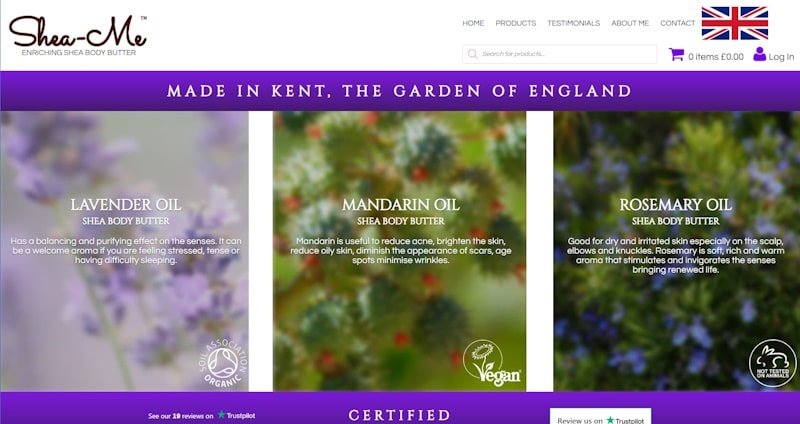 Shea-Me™
ENRICHING SHEA BODY BUTTER
HOME PRODUCTS TESTIMONIALS ABOUT ME CONTACT
Search for products...
0 items £0.00 Log In
MADE IN KENT, THE GARDEN OF ENGLAND
LAVENDER OIL
SHEA BODY BUTTER
Has a balancing and purifying effect on the senses. It can
be a welcome aroma if you are feeling stressed, tense or
having difficulty sleeping.
SOIL ASSOCIATION
ORGANIC
MANDARIN OIL
SHEA BODY BUTTER
Mandarin is useful to reduce acne, brighten the skin,
reduce oily skin, diminish the appearance of scars, age
spots minimise wrinkles.
Vegan
ROSEMARY OIL
SHEA BODY BUTTER
Good for dry and irritated skin especially on the scalp,
elbows and knuckles. Rosemary is soft, rich and warm
aroma that stimulates and invigorates the senses
bringing renewed life.
NOT TESTED
ON ANIMALS
See our 19 reviews on Trustpilot
CERTIFIED
Review us on Trustpilot